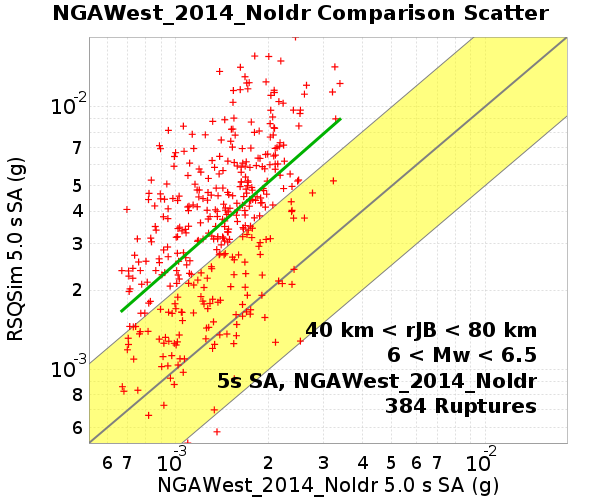 NGAWest_2014_NoIdr Comparison Scatter
RSQSim 5.0 s SA (g)
10⁻²
7
5
4
3
2
10⁻³
8
6
40 km < rJB < 80 km
6 < Mw < 6.5
5s SA, NGAWest_2014_NoIdr
384 Ruptures
6 7 10⁻³ 2 3 4 5 6 7 10⁻²
NGAWest_2014_NoIdr 5.0 s SA (g)